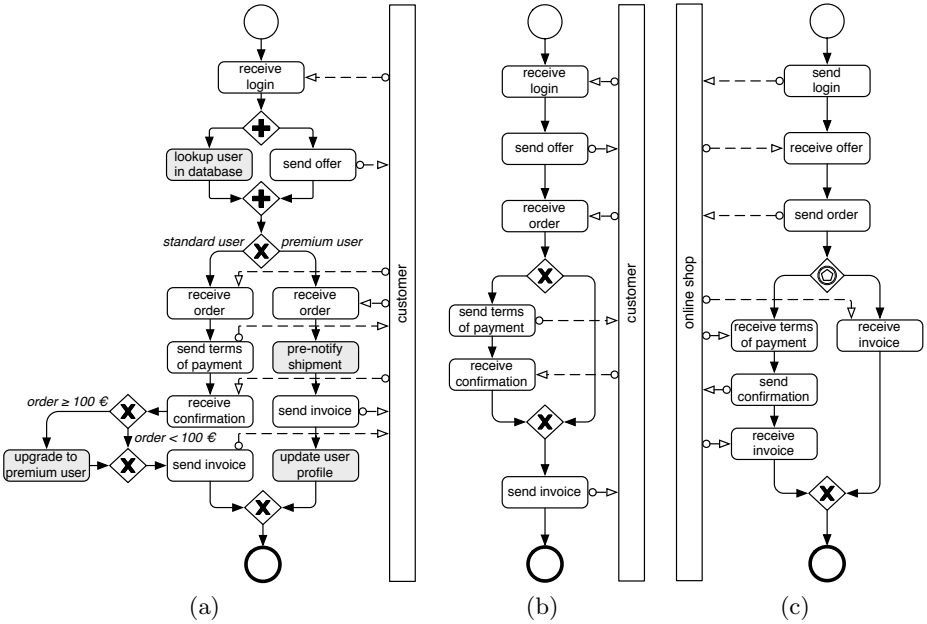 receive
login
lookup user
in database
send offer
standard user
premium user
receive
order
receive
order
send terms
of payment
pre-notify
shipment
order ≥ 100 €
receive
confirmation
send invoice
order < 100 €
upgrade to
premium user
send invoice
update user
profile
customer
(a)
receive
login
send offer
receive
order
send terms
of payment
receive
confirmation
send invoice
customer
(b)
online shop
send
login
receive offer
send order
receive terms
of payment
receive
invoice
send
confirmation
receive
invoice
(c)